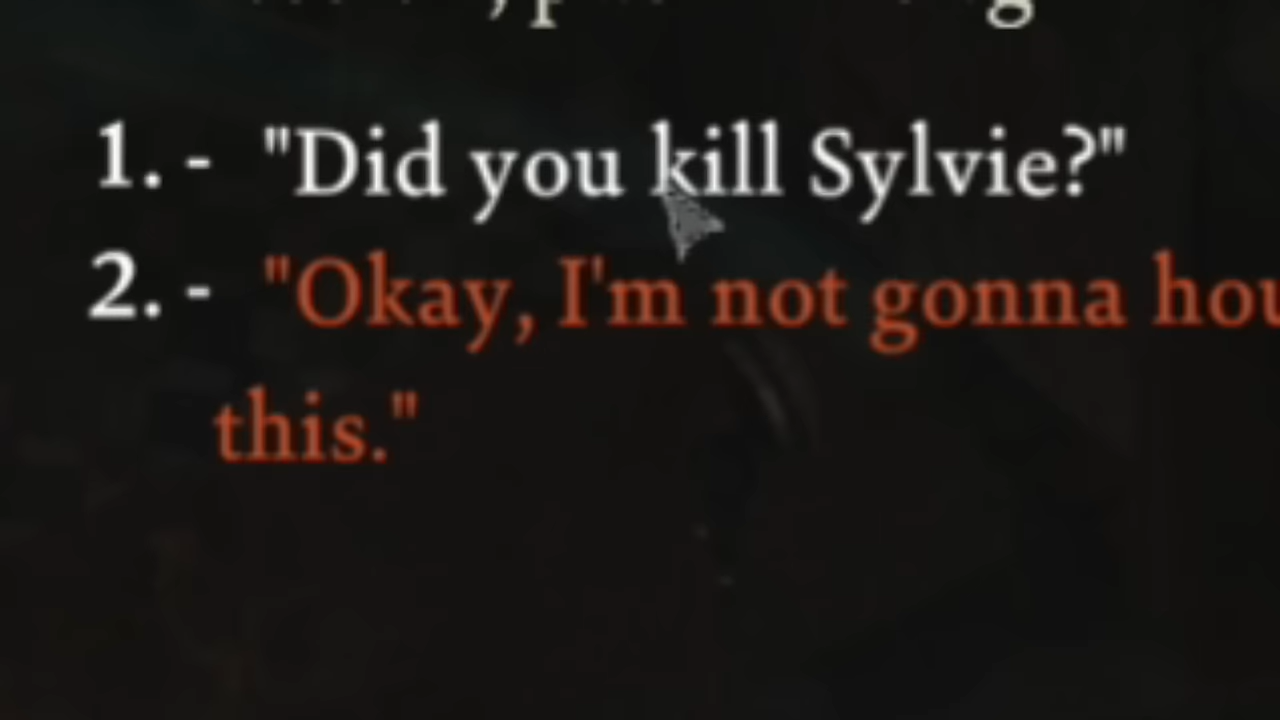 1. - "Did you kill Sylvie?"
2. - "Okay, I'm not gonna
this."